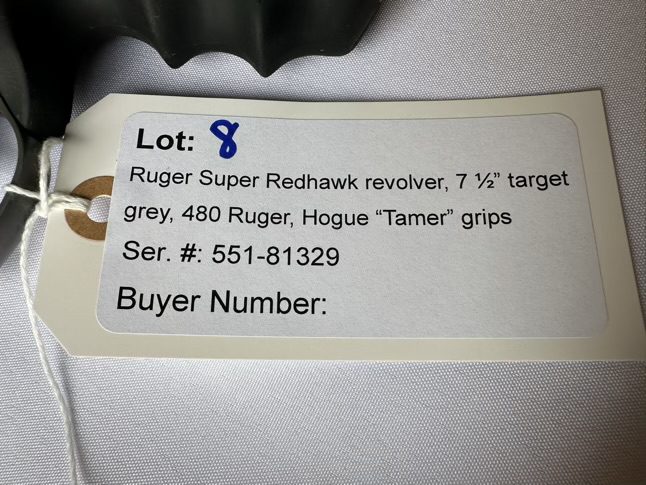 Lot: 8
Ruger Super Redhawk revolver, 7 ½” target
grey, 480 Ruger, Hogue “Tamer” grips
Ser. #: 551-81329
Buyer Number: